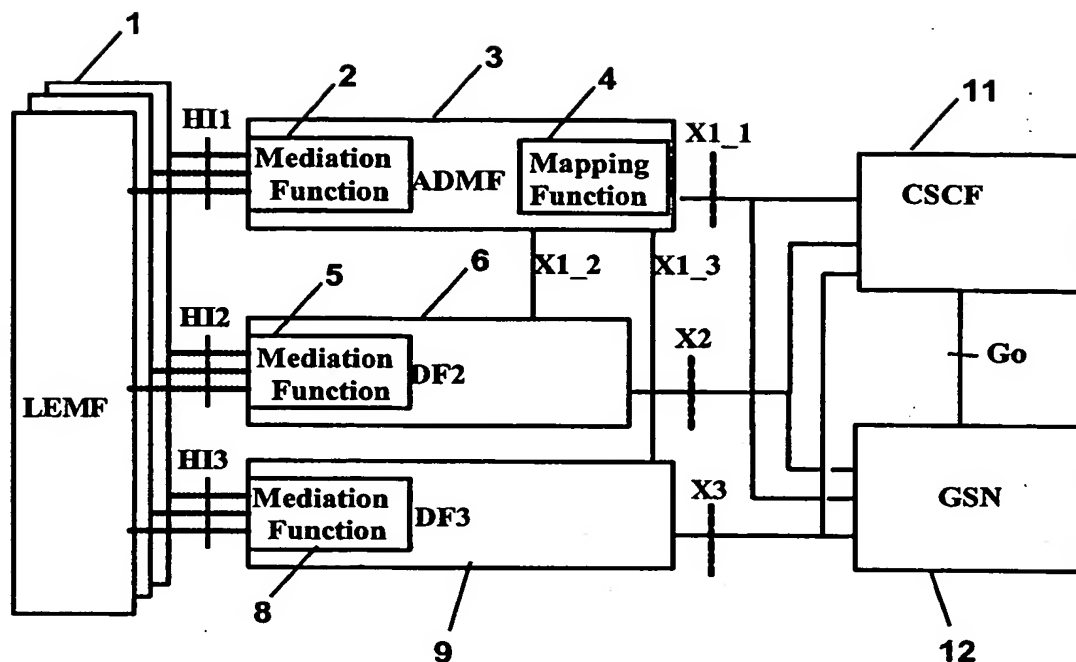 1
2
3
4
11
HI1
Mediation
Function
ADMF
Mapping
Function
X1_1
CSCF
X1_2
X1_3
5
6
HI2
Mediation
Function
DF2
X2
Go
LEMF
HI3
Mediation
Function
DF3
X3
GSN
8
9
12